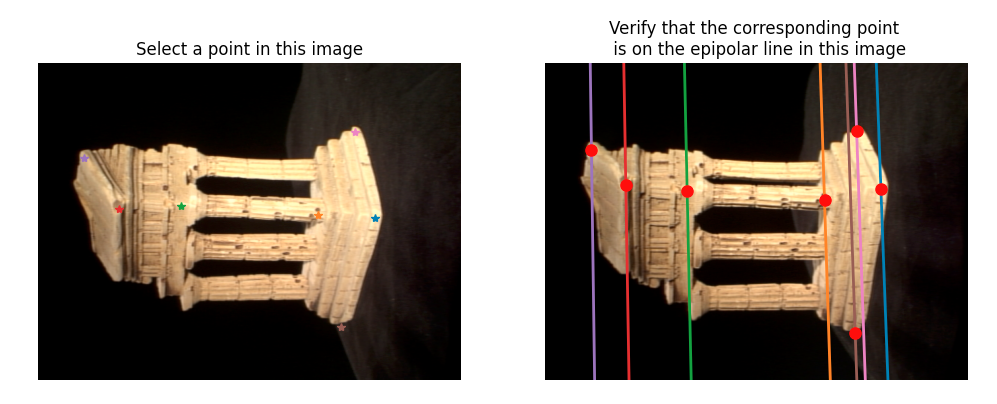 Select a point in this image
Verify that the corresponding point
is on the epipolar line in this image